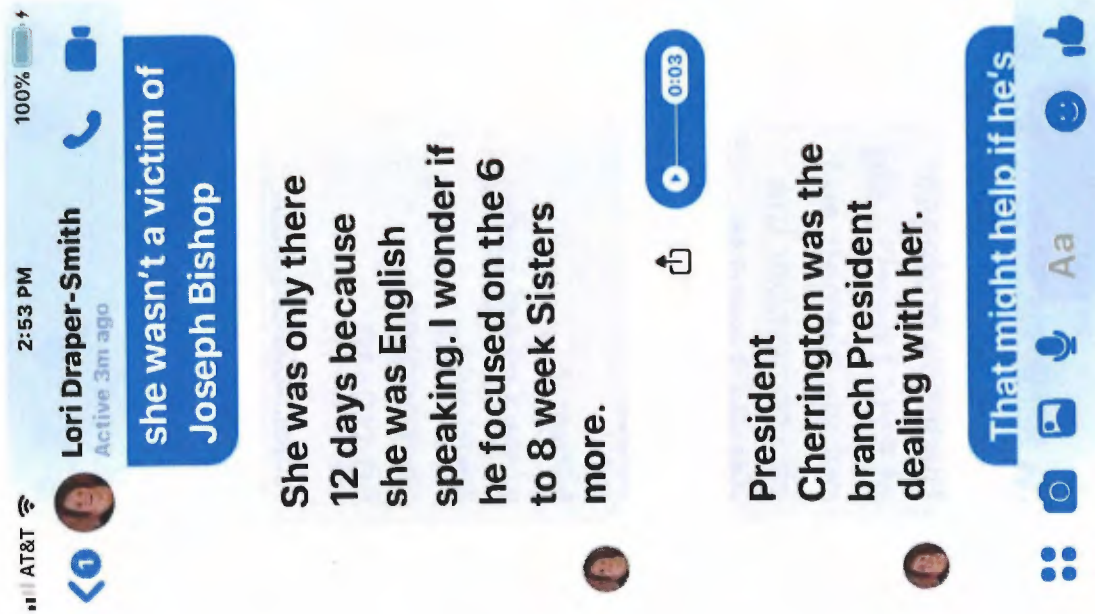 AT&T 2:53 PM 100%
1 Lori Draper-Smith
Active 3m ago
she wasn't a victim of
Joseph Bishop
She was only there
12 days because
she was English
speaking. I wonder if
he focused on the 6
to 8 week Sisters
more.
0:03
President
Cherrington was the
branch President
dealing with her.
That might help if he's
Aa